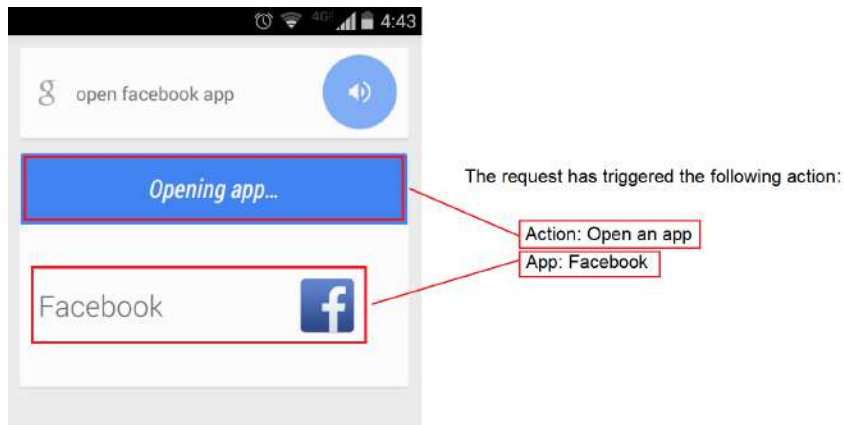 4G 4:43
g open facebook app
Opening app...
The request has triggered the following action:
Action: Open an app
App: Facebook
Facebook f